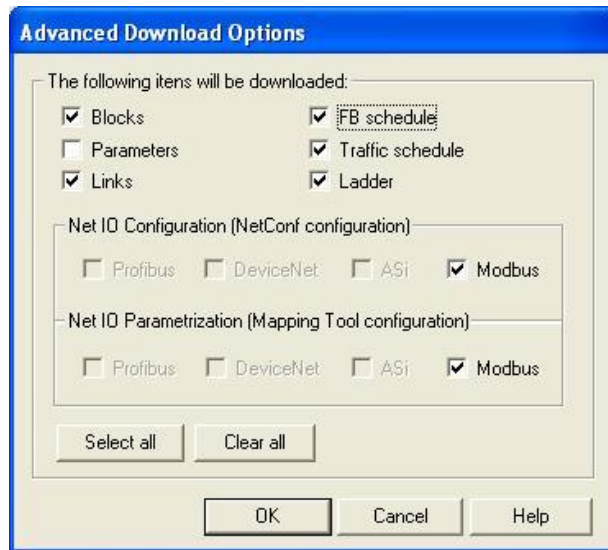 Advanced Download Options
The following itens will be downloaded:
Blocks FB schedule
Parameters Traffic schedule
Links Ladder
Net IO Configuration (NetConf configuration)
Profibus DeviceNet ASi Modbus
Net IO Parametrization (Mapping Tool configuration)
Profibus DeviceNet ASi Modbus
Select all Clear all
OK Cancel Help